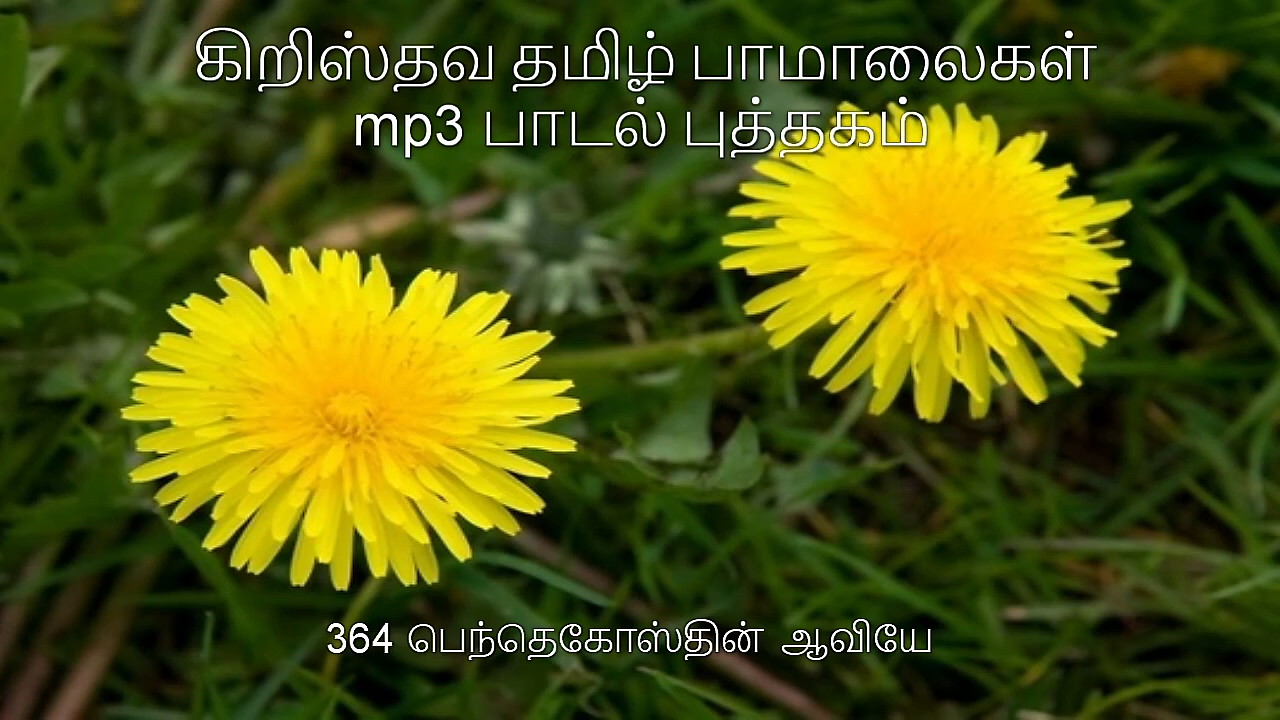 கிறிஸ்தவ தமிழ் பாமாலைகள்
mp3 பாடல் புத்தகம்
364 பெந்தெகோஸ்தின் ஆவியே